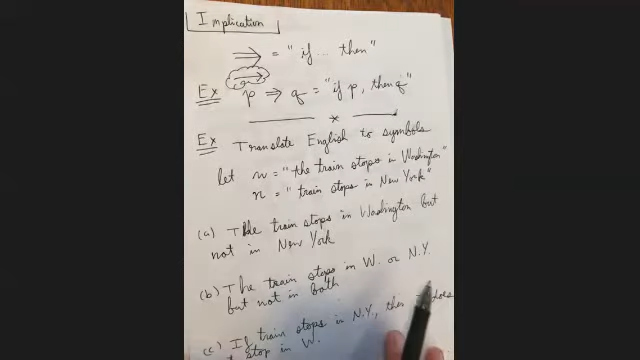 Implication
⇒ = "if ... then"
→
Ex p ⇒ q = "if p, then q"
*
Ex Translate English to symbols
let w = "the train stops in Washington"
n = "train stops in New York"
(a) The train stops in Washington but
not in New York
(b) The train stops in W. or N.Y.
but not in both
(c) If train stops in N.Y., then does
stop in W.